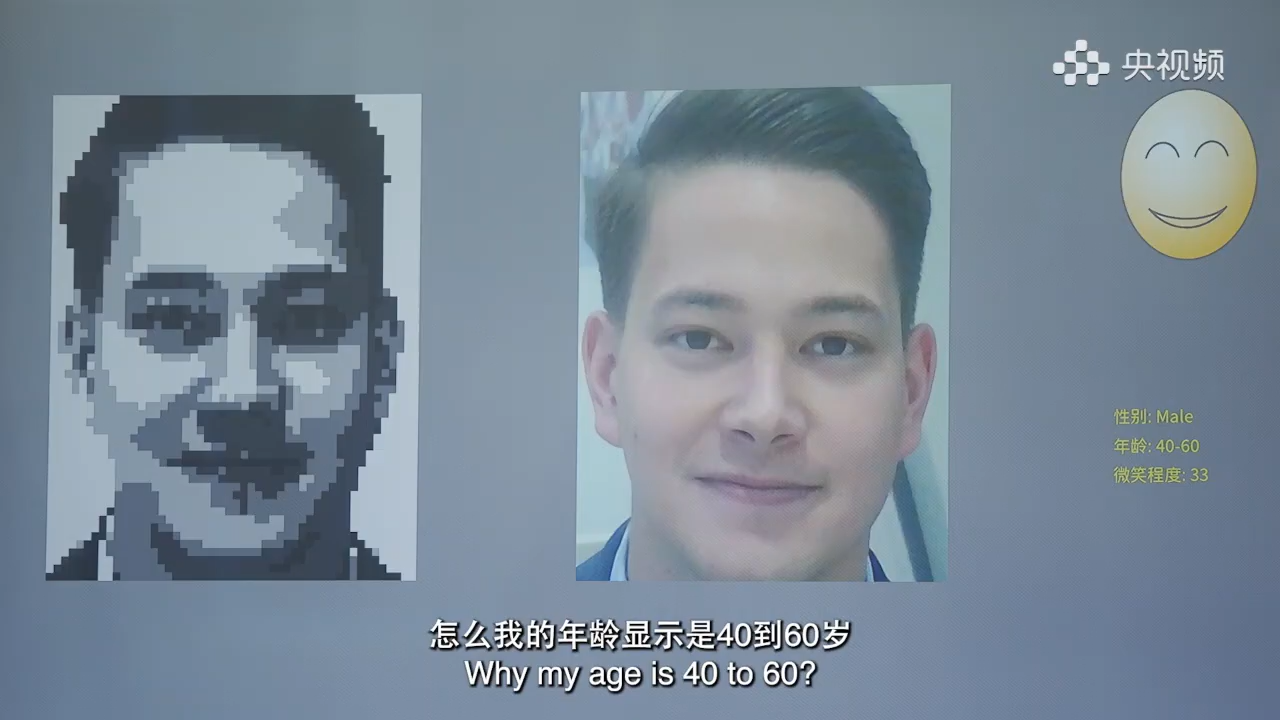 央视频
性别: Male
年龄: 40-60
微笑程度: 33
怎么我的年龄显示是40到60岁
Why my age is 40 to 60?